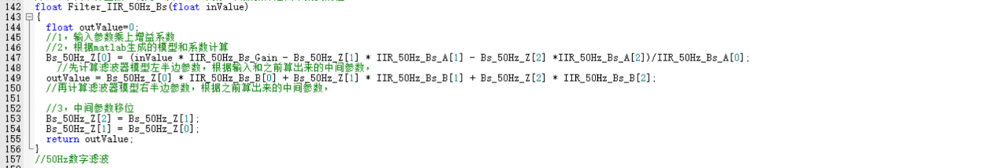 142 float Filter_IIR_50Hz_Bs(float inValue)
143 {
144 float outValue=0;
145 //1，输入参数乘上增益系数
146 //2，根据matlab生成的模型和系数计算
147 Bs_50Hz_Z[0] = (inValue * IIR_50Hz_Bs_Gain - Bs_50Hz_Z[1] * IIR_50Hz_Bs_A[1] - Bs_50Hz_Z[2] *IIR_50Hz_Bs_A[2])/IIR_50Hz_Bs_A[0];
148 //先计算滤波器模型左半边参数，根据输入和之前算出来的中间参数，
149 outValue = Bs_50Hz_Z[0] * IIR_50Hz_Bs_B[0] + Bs_50Hz_Z[1] * IIR_50Hz_Bs_B[1] + Bs_50Hz_Z[2] * IIR_50Hz_Bs_B[2];
150 //再计算滤波器模型右半边参数，根据之前算出来的中间参数，
151
152 //3，中间参数移位
153 Bs_50Hz_Z[2] = Bs_50Hz_Z[1];
154 Bs_50Hz_Z[1] = Bs_50Hz_Z[0];
155 return outValue;
156 }
157 //50Hz数字滤波